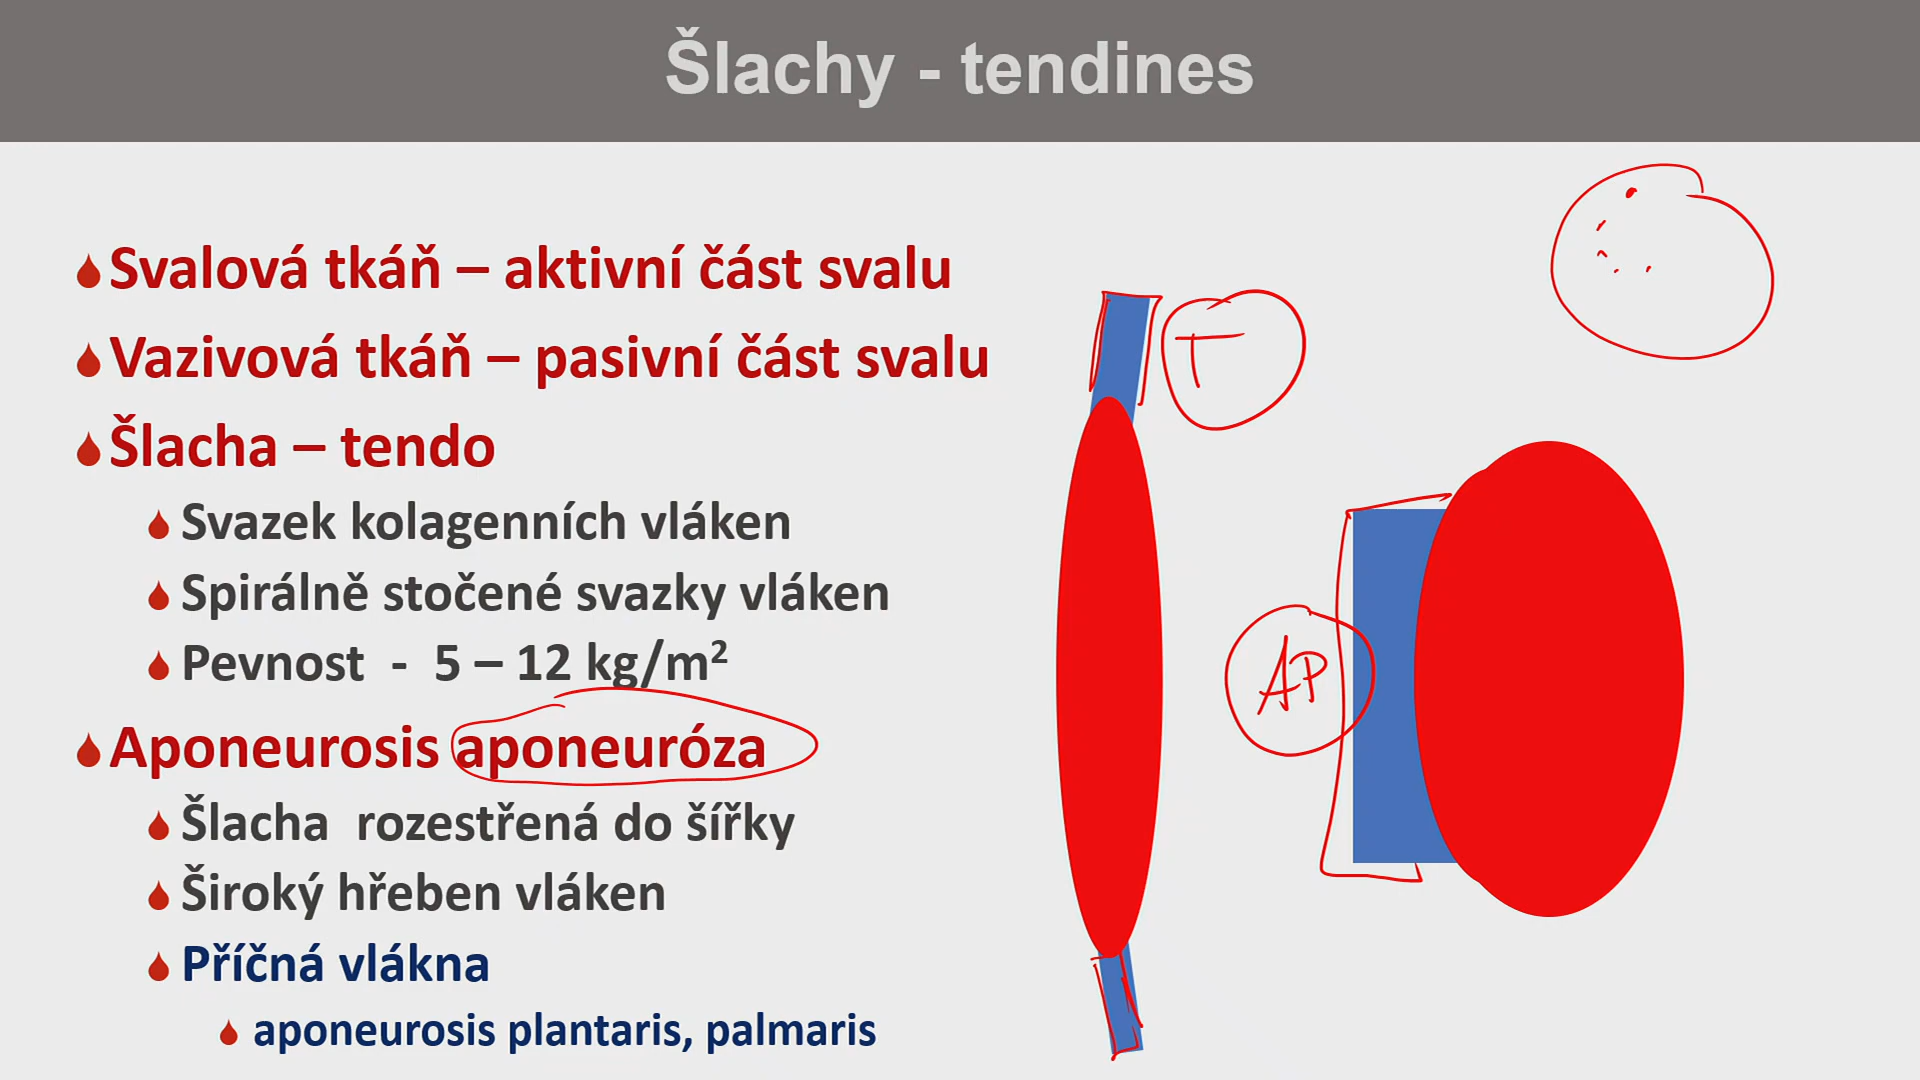 Šlachy - tendines
Svalová tkáň – aktivní část svalu
Vazivová tkáň – pasivní část svalu
Šlacha – tendo
Svazek kolagenních vláken
Spirálně stočené svazky vláken
Pevnost - 5 – 12 kg/m²
Aponeurosis aponeuróza
Šlacha rozestřená do šířky
Široký hřeben vláken
Příčná vlákna
aponeurosis plantaris, palmaris
T
AP